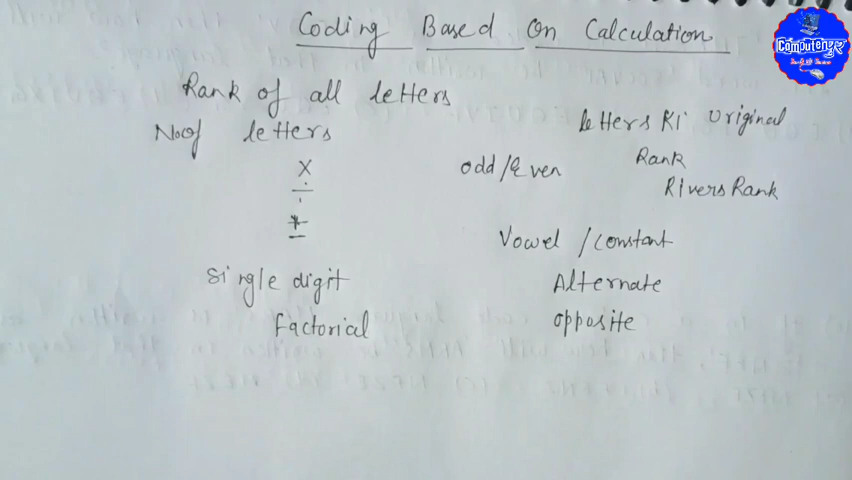 Coding Based On Calculation
Computeनगर
Rank of all letters
No.of letters
letters Ki Original
Rank
Rivers Rank
×
÷
±
Odd/Even
Vowel /Constant
Single digit
Alternate
Factorial
Opposite